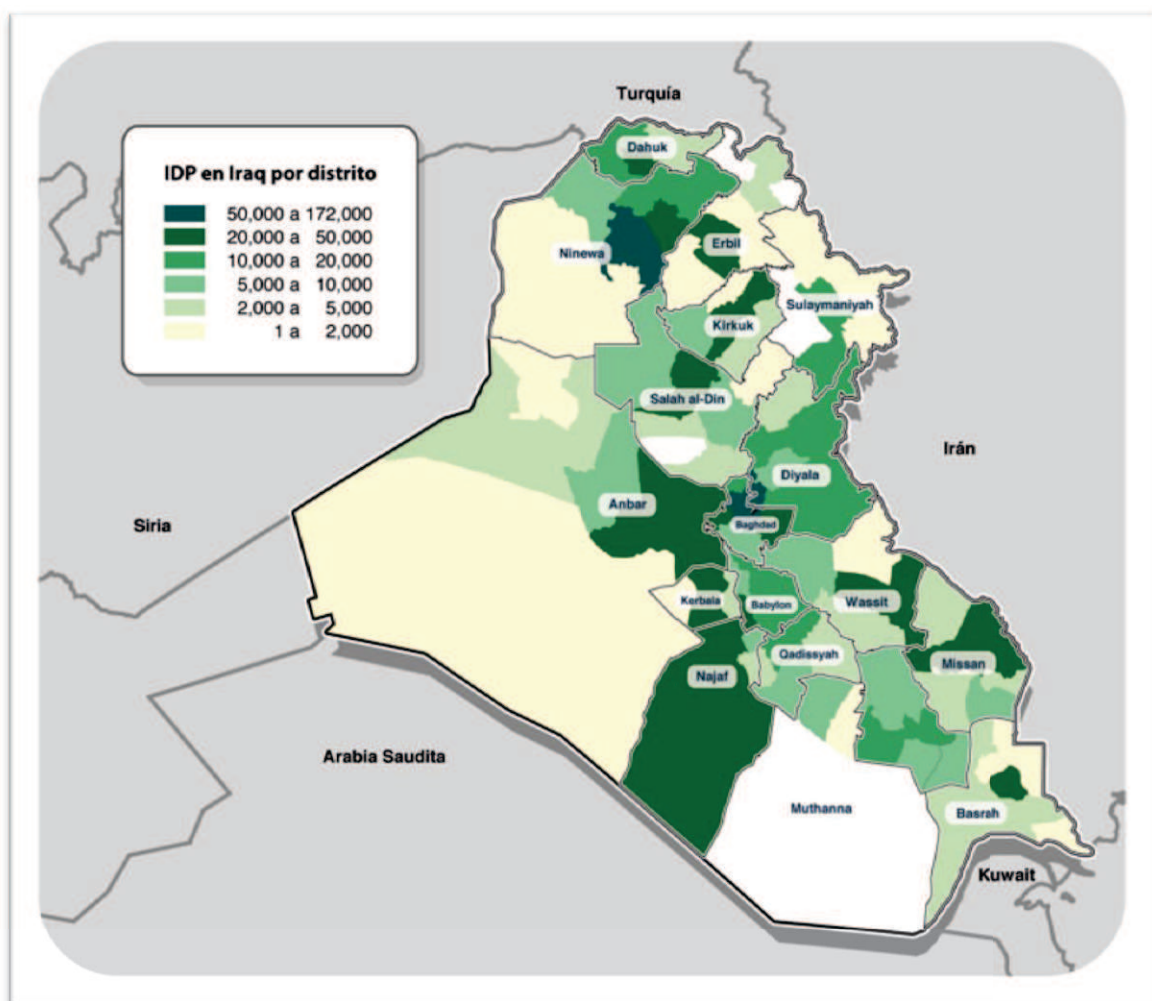 Turquía
IDP en Iraq por distrito
50,000 a 172,000
20,000 a 50,000
10,000 a 20,000
5,000 a 10,000
2,000 a 5,000
1 a 2,000
Dahuk
Ninewa
Erbil
Sulaymaniyah
Kirkuk
Salah al-Din
Irán
Diyala
Anbar
Siria
Baghdad
Kerbala
Babylon
Wassit
Qadissyah
Missan
Najaf
Arabia Saudita
Muthanna
Basrah
Kuwait